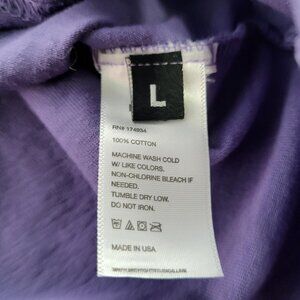 L
RN# 174934
100% COTTON
MACHINE WASH COLD
W/ LIKE COLORS.
NON-CHLORINE BLEACH IF
NEEDED.
TUMBLE DRY LOW.
DO NOT IRON.
MADE IN USA